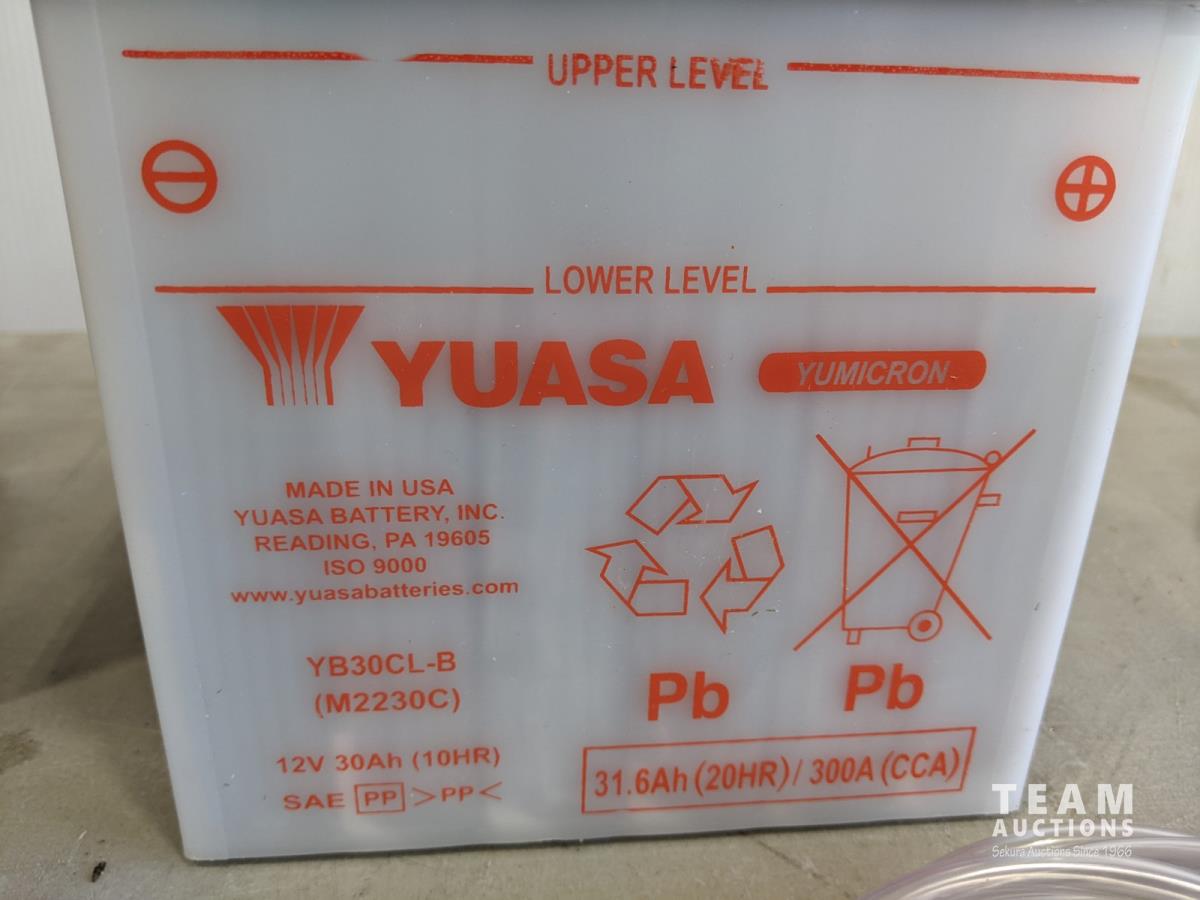 UPPER LEVEL
LOWER LEVEL
YUASA YUMICRON
MADE IN USA
YUASA BATTERY, INC.
READING, PA 19605
ISO 9000
www.yuasabatteries.com
YB30CL-B
(M2230C)
Pb Pb
12V 30Ah (10HR)
SAE PP >PP<
31.6Ah (20HR) / 300A (CCA)
TEAM
AUCTIONS
Sekura Auctions Since 1966